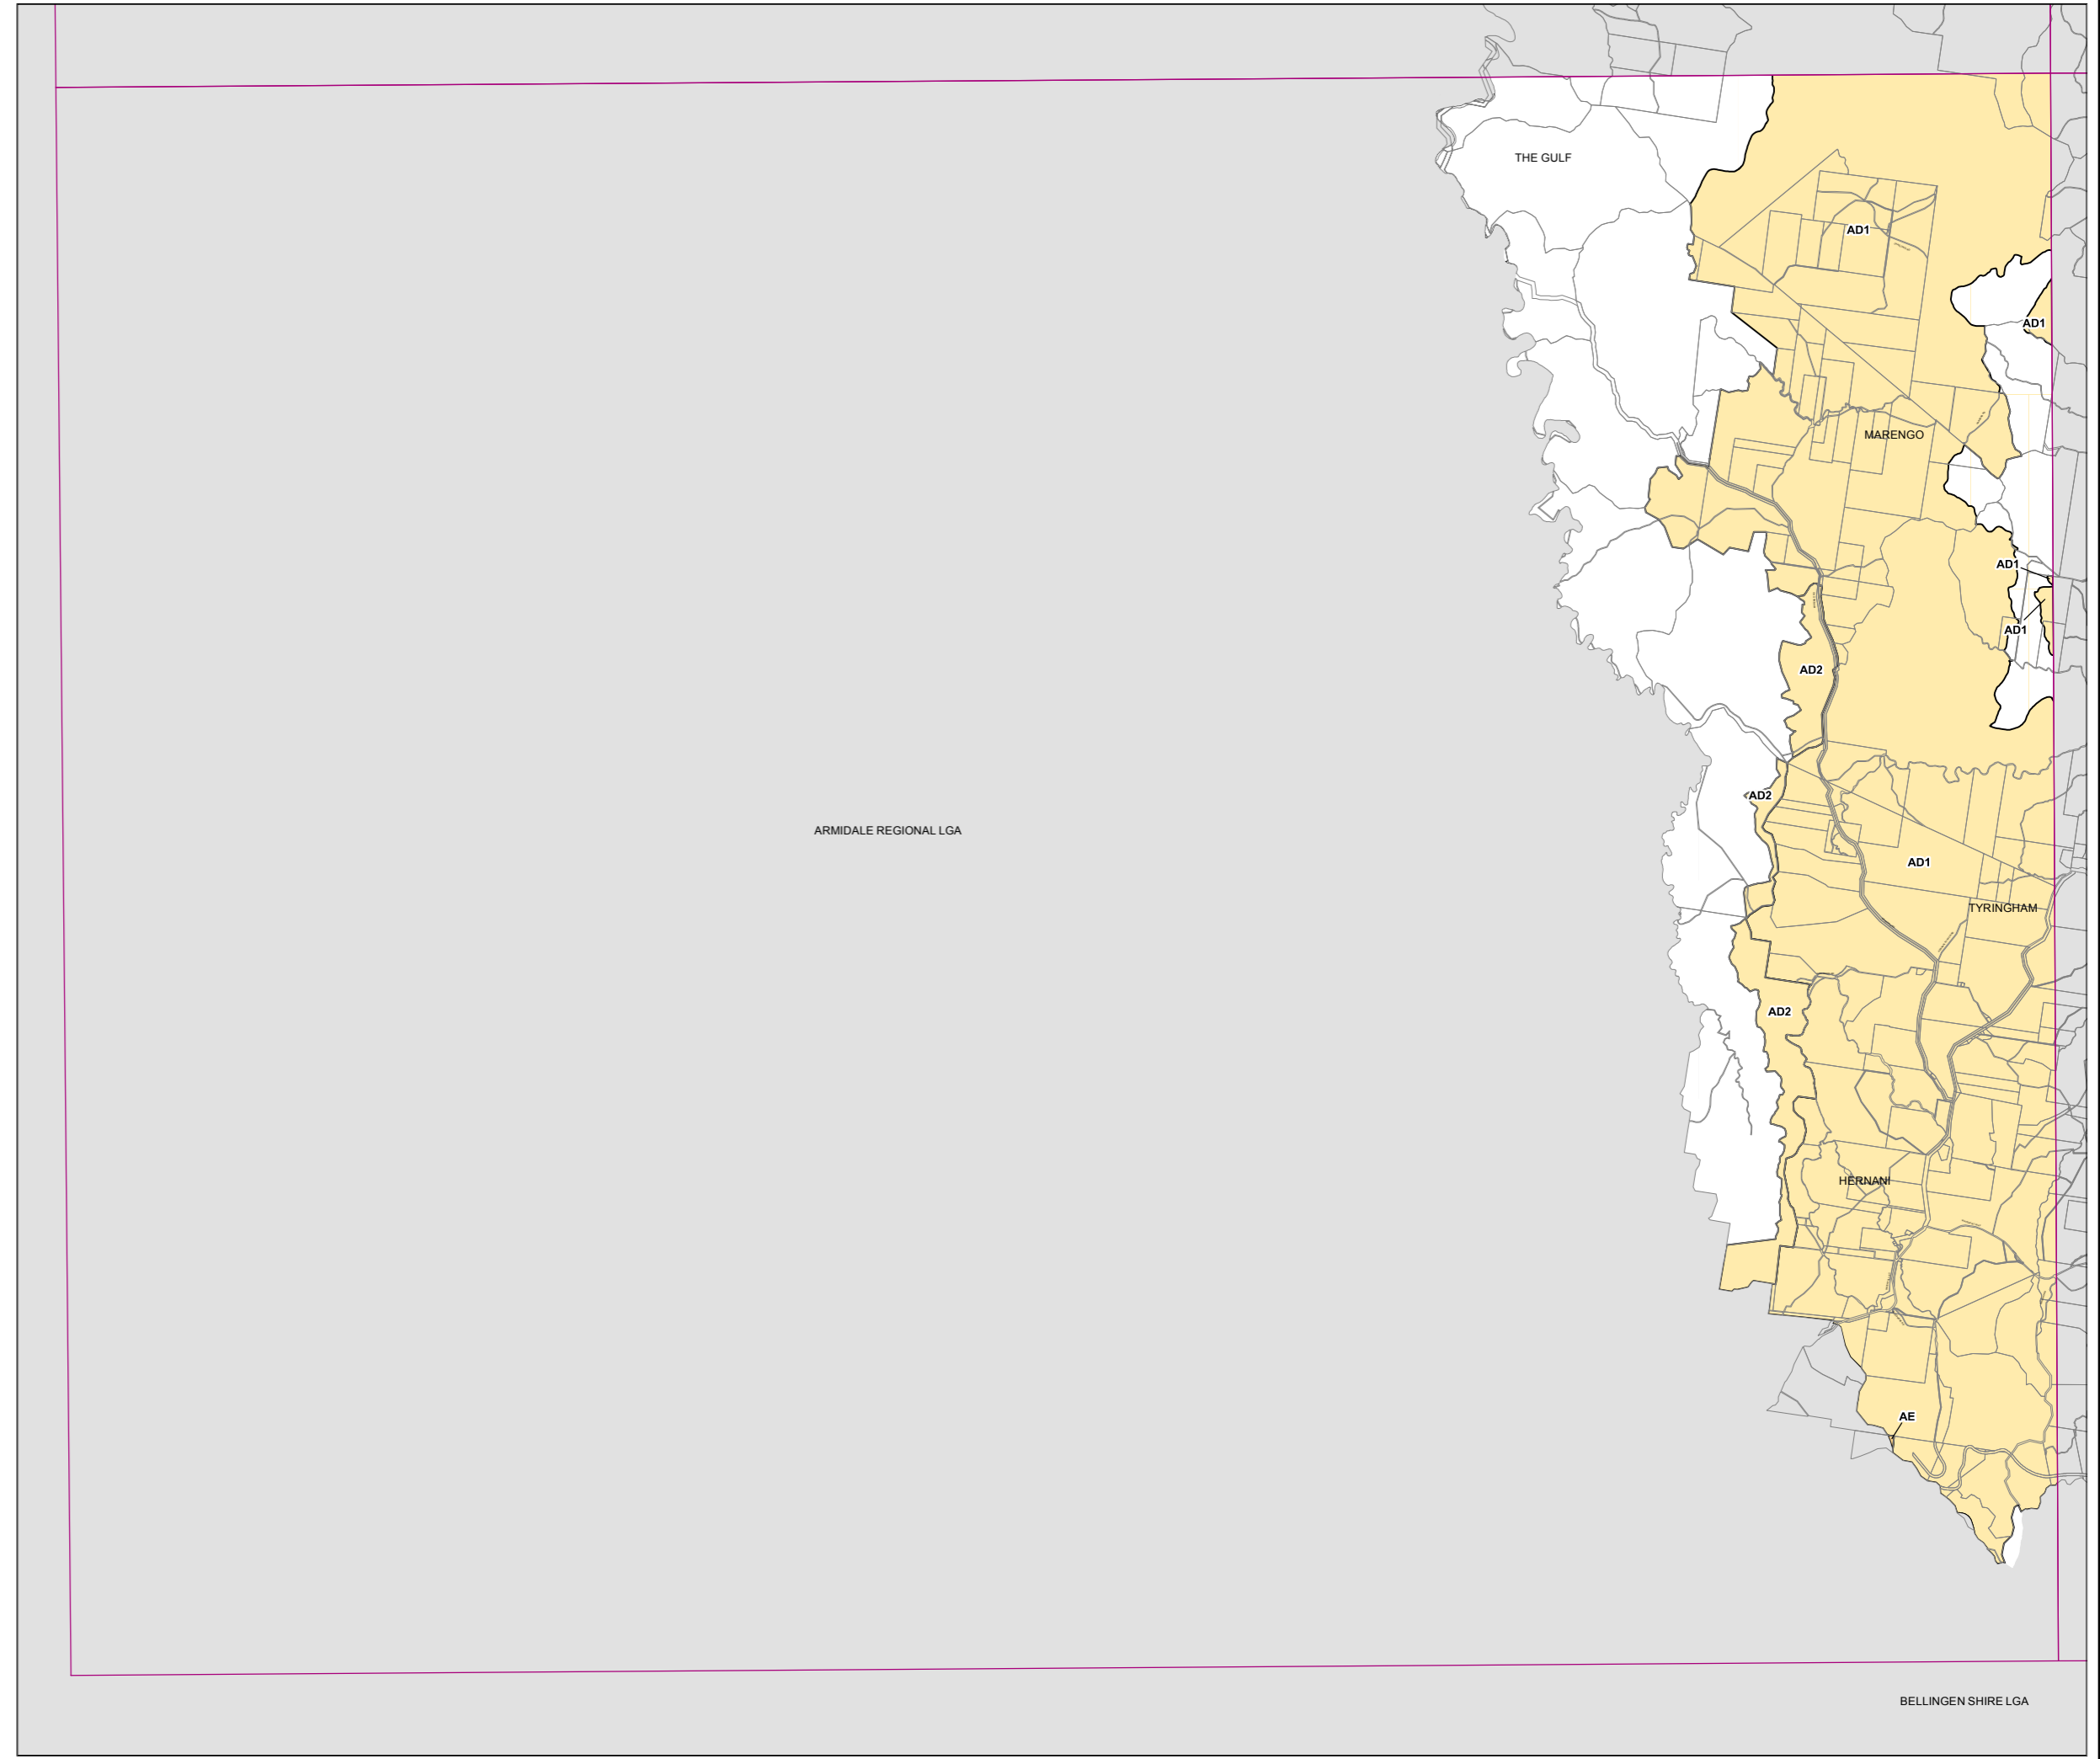 THE GULF
AD1
AD1
MARENGO
AD1
AD1
AD2
AD2
ARMIDALE REGIONAL LGA
AD1
TYRINGHAM
AD2
HERNANI
AE
BELLINGEN SHIRE LGA